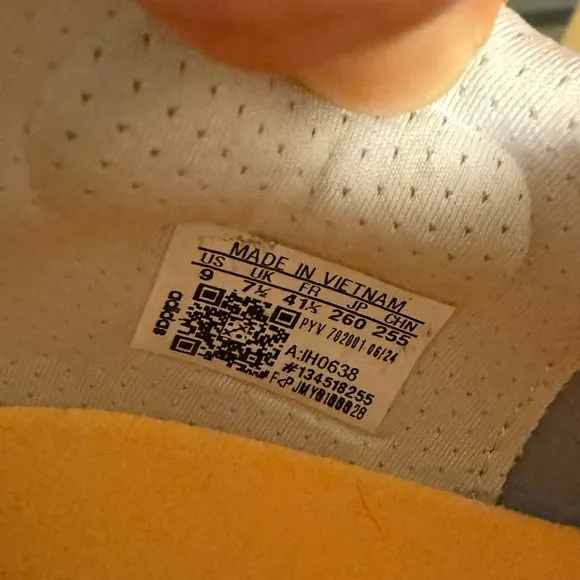 MADE IN VIETNAM
US UK FR JP CHN
9 7½ 41⅓ 260 255
adidas
PYV 702001 06/24
A:IH0638
#134518255